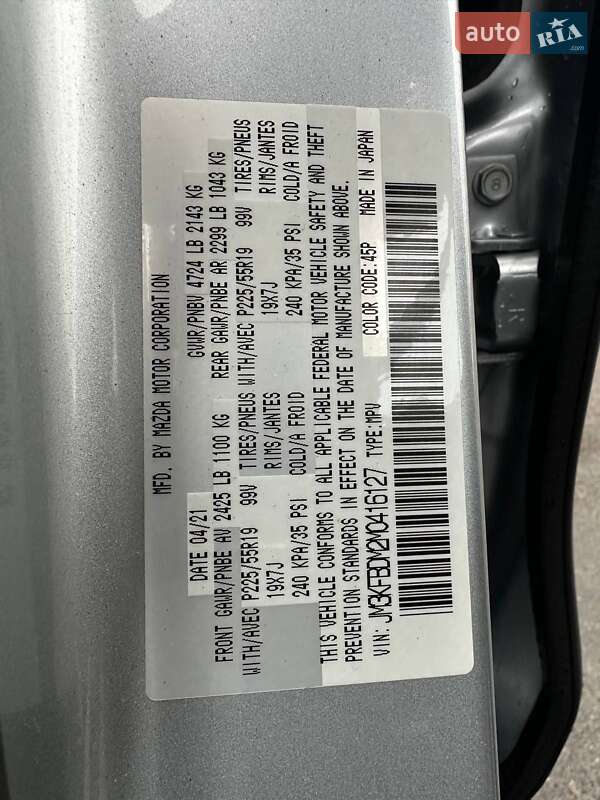 auto RIA .com
MFD. BY MAZDA MOTOR CORPORATION
DATE 04/21 GVWR/PNBV 4724 LB 2143 KG
FRONT GAWR/PNBE AV 2425 LB 1100 KG REAR GAWR/PNBE AR 2299 LB 1043 KG
WITH/AVEC P225/55R19 99V TIRES/PNEUS WITH/AVEC P225/55R19 99V TIRES/PNEUS
19X7J RIMS/JANTES 19X7J RIMS/JANTES
240 KPA/35 PSI COLD/A FROID 240 KPA/35 PSI COLD/A FROID
THIS VEHICLE CONFORMS TO ALL APPLICABLE FEDERAL MOTOR VEHICLE SAFETY AND THEFT
PREVENTION STANDARDS IN EFFECT ON THE DATE OF MANUFACTURE SHOWN ABOVE.
VIN: JM3KFBDM2M0416127 TYPE:MPV COLOR CODE:45P MADE IN JAPAN
8